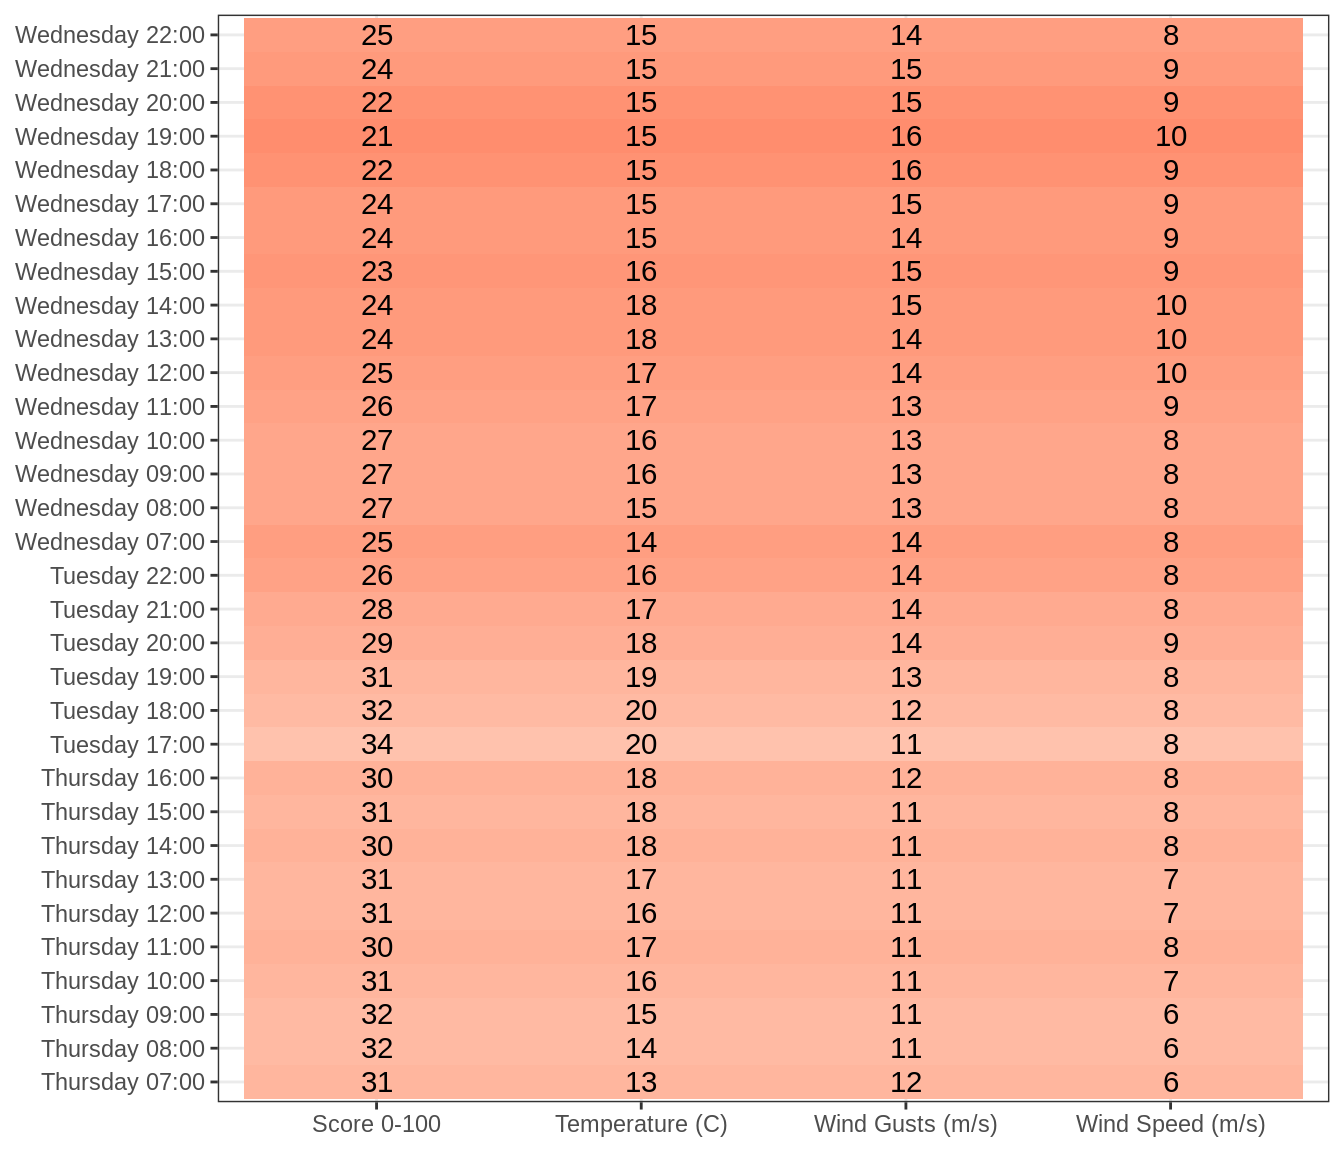 Wednesday 22:00 25 15 14 8
Wednesday 21:00 24 15 15 9
Wednesday 20:00 22 15 15 9
Wednesday 19:00 21 15 16 10
Wednesday 18:00 22 15 16 9
Wednesday 17:00 24 15 15 9
Wednesday 16:00 24 15 14 9
Wednesday 15:00 23 16 15 9
Wednesday 14:00 24 18 15 10
Wednesday 13:00 24 18 14 10
Wednesday 12:00 25 17 14 10
Wednesday 11:00 26 17 13 9
Wednesday 10:00 27 16 13 8
Wednesday 09:00 27 16 13 8
Wednesday 08:00 27 15 13 8
Wednesday 07:00 25 14 14 8
Tuesday 22:00 26 16 14 8
Tuesday 21:00 28 17 14 8
Tuesday 20:00 29 18 14 9
Tuesday 19:00 31 19 13 8
Tuesday 18:00 32 20 12 8
Tuesday 17:00 34 20 11 8
Thursday 16:00 30 18 12 8
Thursday 15:00 31 18 11 8
Thursday 14:00 30 18 11 8
Thursday 13:00 31 17 11 7
Thursday 12:00 31 16 11 7
Thursday 11:00 30 17 11 8
Thursday 10:00 31 16 11 7
Thursday 09:00 32 15 11 6
Thursday 08:00 32 14 11 6
Thursday 07:00 31 13 12 6
Score 0-100 Temperature (C) Wind Gusts (m/s) Wind Speed (m/s)